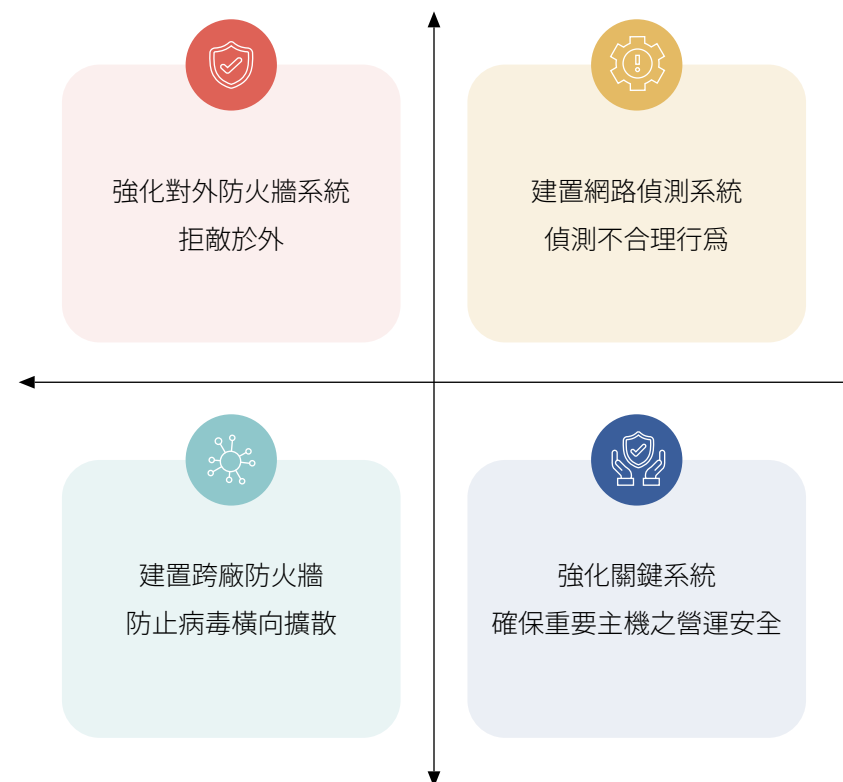 強化對外防火牆系統
拒敵於外
建置網路偵測系統
偵測不合理行爲
建置跨廠防火牆
防止病毒橫向擴散
強化關鍵系統
確保重要主機之營運安全